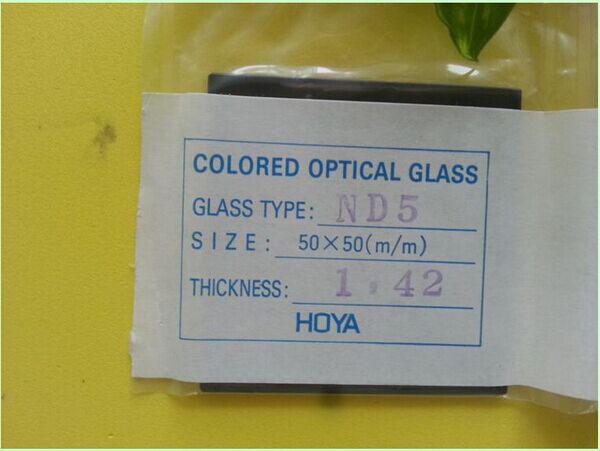 COLORED OPTICAL GLASS
GLASS TYPE: ND5
SIZE: 50×50(m/m)
THICKNESS: 1.42
HOYA